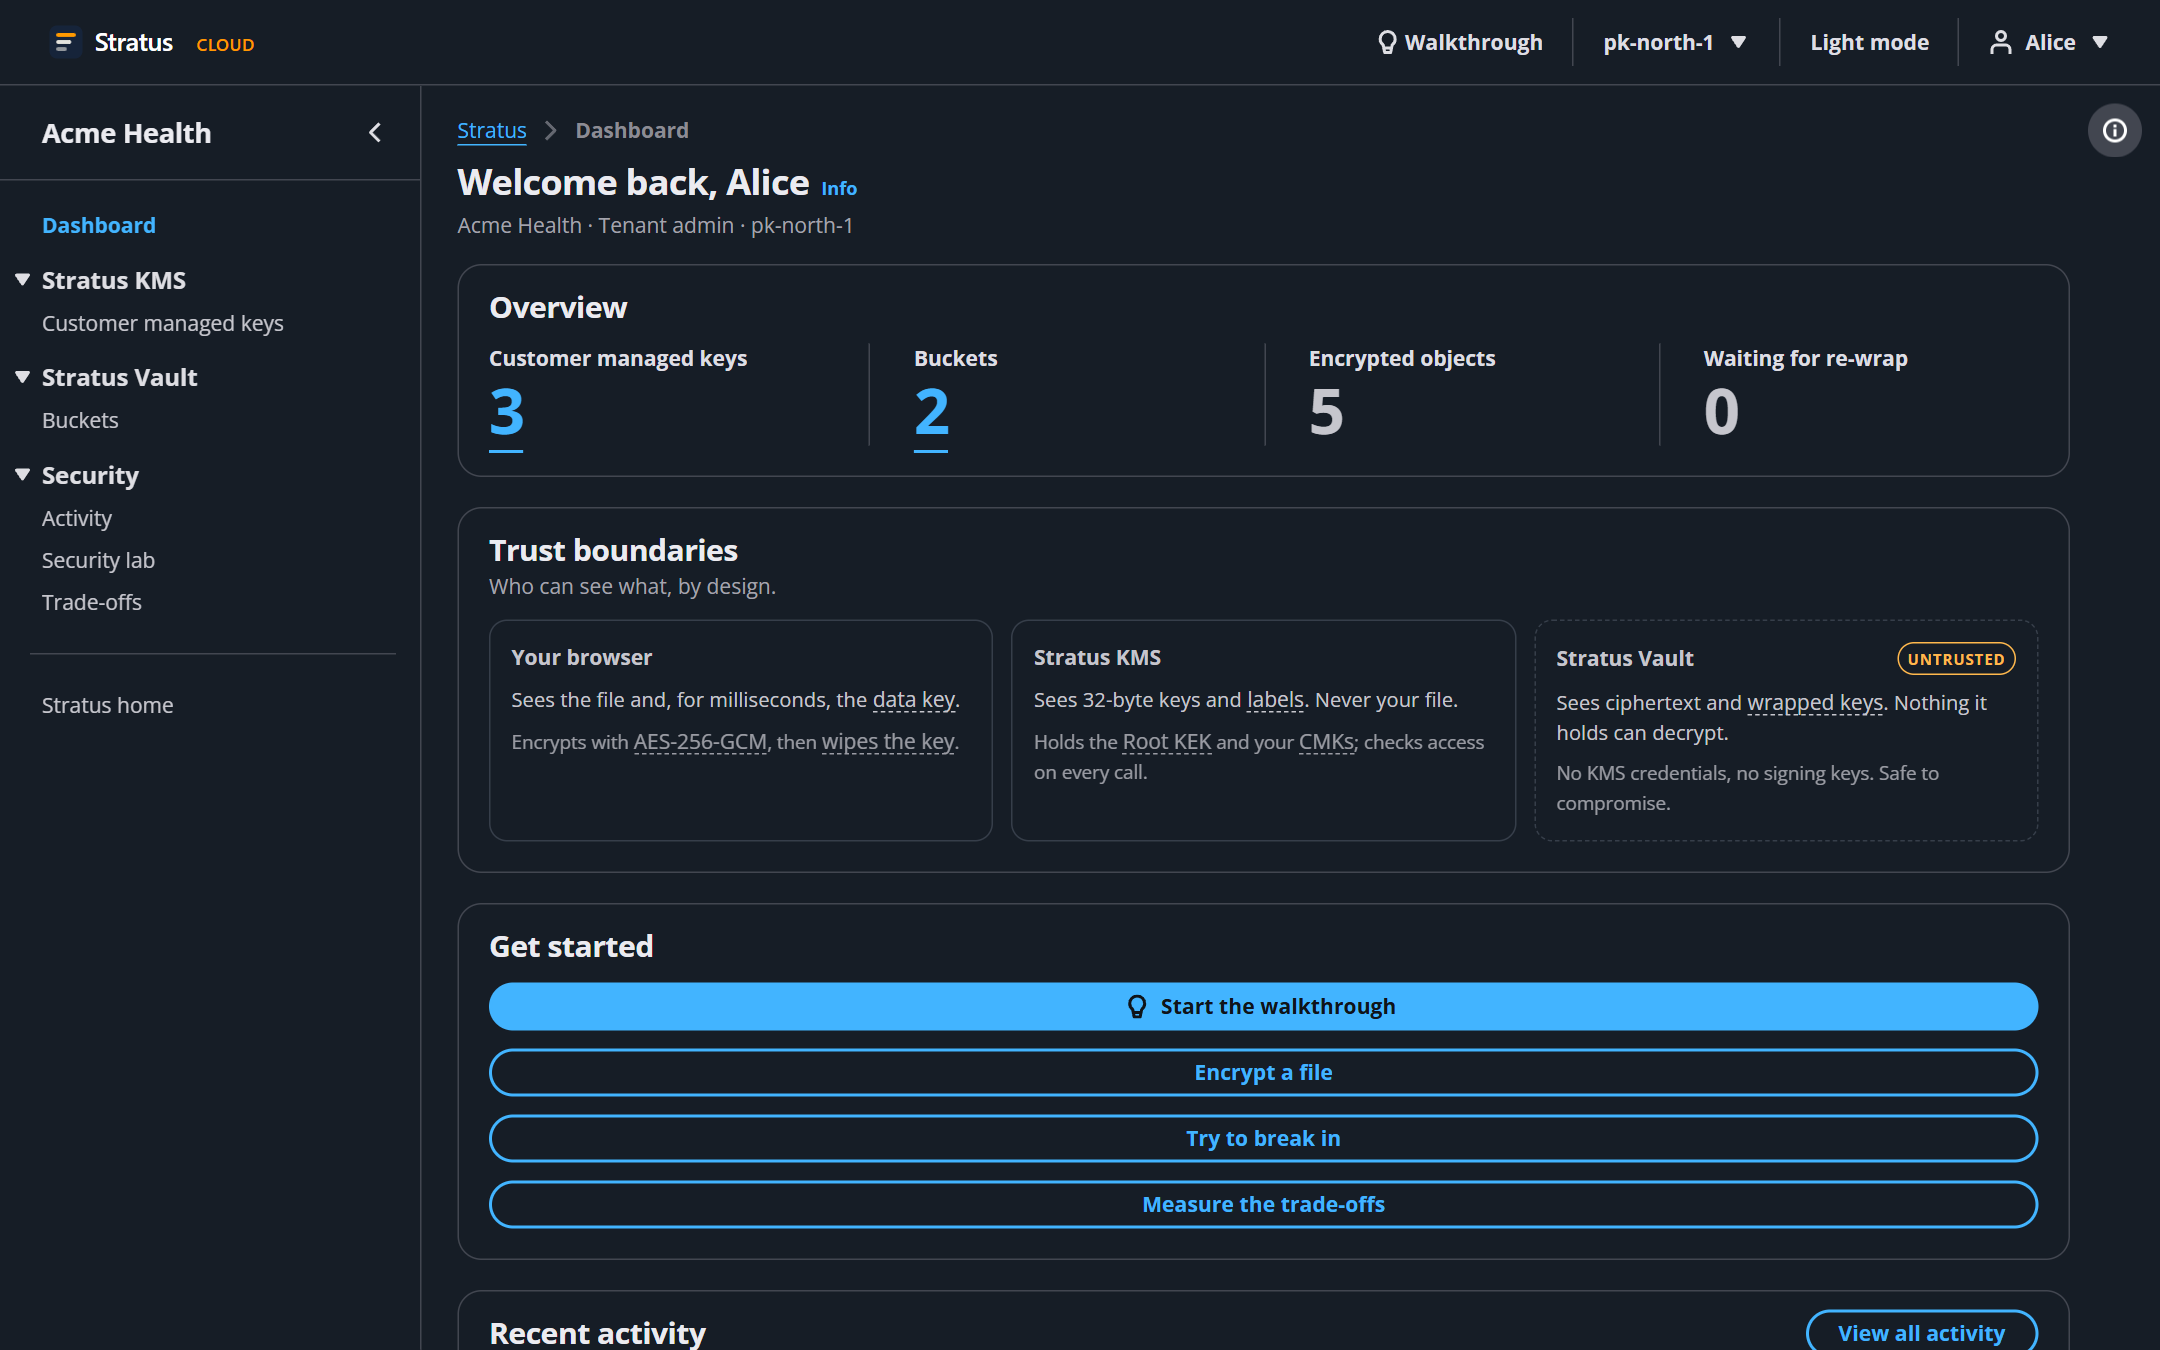 Stratus CLOUD
Walkthrough
pk-north-1
Light mode
Alice
Acme Health
Dashboard
Stratus KMS
Customer managed keys
Stratus Vault
Buckets
Security
Activity
Security lab
Trade-offs
Stratus home
Stratus > Dashboard
Welcome back, Alice Info
Acme Health · Tenant admin · pk-north-1
Overview
Customer managed keys
3
Buckets
2
Encrypted objects
5
Waiting for re-wrap
0
Trust boundaries
Who can see what, by design.
Your browser
Sees the file and, for milliseconds, the data key.
Encrypts with AES-256-GCM, then wipes the key.
Stratus KMS
Sees 32-byte keys and labels. Never your file.
Holds the Root KEK and your CMKs; checks access
on every call.
Stratus Vault
UNTRUSTED
Sees ciphertext and wrapped keys. Nothing it
holds can decrypt.
No KMS credentials, no signing keys. Safe to
compromise.
Get started
Start the walkthrough
Encrypt a file
Try to break in
Measure the trade-offs
Recent activity
View all activity